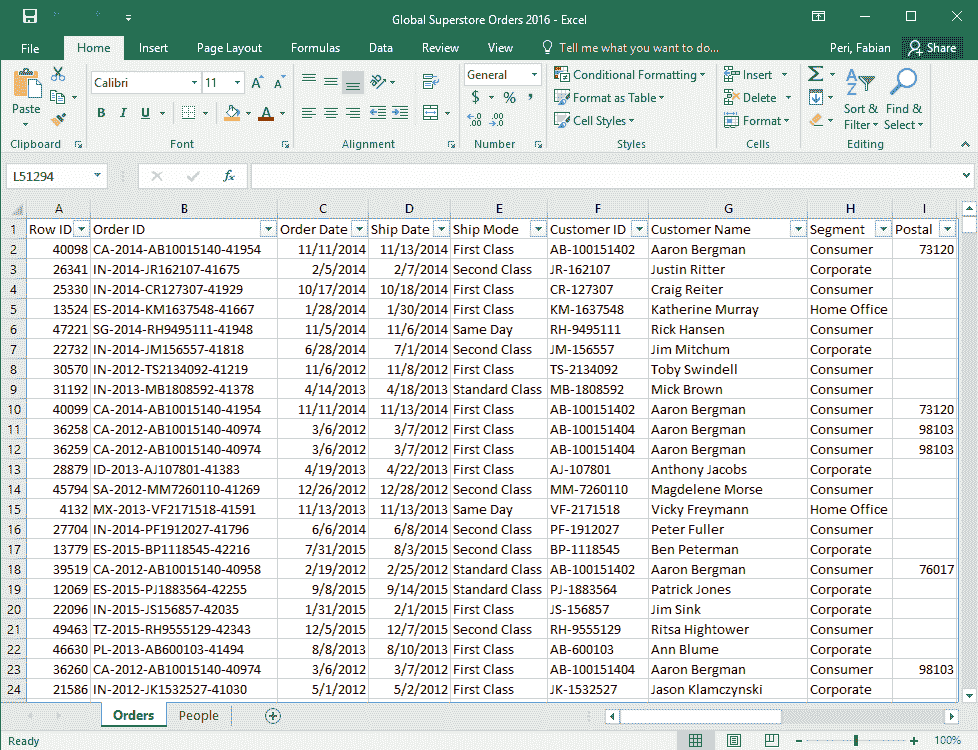 Global Superstore Orders 2016 - Excel
File Home Insert Page Layout Formulas Data Review View Tell me what you want to do... Peri, Fabian Share
Calibri 11 General Conditional Formatting Insert
Paste $ % , Format as Table Delete Sort & Find &
B I U A Cell Styles Format Filter Select
Clipboard Font Alignment Number Styles Cells Editing
L51294 fx
A B C D E F G H I
1 Row ID Order ID Order Date Ship Date Ship Mode Customer ID Customer Name Segment Postal
2 40098 CA-2014-AB10015140-41954 11/11/2014 11/13/2014 First Class AB-100151402 Aaron Bergman Consumer 73120
3 26341 IN-2014-JR162107-41675 2/5/2014 2/7/2014 Second Class JR-162107 Justin Ritter Corporate
4 25330 IN-2014-CR127307-41929 10/17/2014 10/18/2014 First Class CR-127307 Craig Reiter Consumer
5 13524 ES-2014-KM1637548-41667 1/28/2014 1/30/2014 First Class KM-1637548 Katherine Murray Home Office
6 47221 SG-2014-RH9495111-41948 11/5/2014 11/6/2014 Same Day RH-9495111 Rick Hansen Consumer
7 22732 IN-2014-JM156557-41818 6/28/2014 7/1/2014 Second Class JM-156557 Jim Mitchum Corporate
8 30570 IN-2012-TS2134092-41219 11/6/2012 11/8/2012 First Class TS-2134092 Toby Swindell Consumer
9 31192 IN-2013-MB1808592-41378 4/14/2013 4/18/2013 Standard Class MB-1808592 Mick Brown Consumer
10 40099 CA-2014-AB10015140-41954 11/11/2014 11/13/2014 First Class AB-100151402 Aaron Bergman Consumer 73120
11 36258 CA-2012-AB10015140-40974 3/6/2012 3/7/2012 First Class AB-100151404 Aaron Bergman Consumer 98103
12 36259 CA-2012-AB10015140-40974 3/6/2012 3/7/2012 First Class AB-100151404 Aaron Bergman Consumer 98103
13 28879 ID-2013-AJ107801-41383 4/19/2013 4/22/2013 First Class AJ-107801 Anthony Jacobs Corporate
14 45794 SA-2012-MM7260110-41269 12/26/2012 12/28/2012 Second Class MM-7260110 Magdelene Morse Consumer
15 4132 MX-2013-VF2171518-41591 11/13/2013 11/13/2013 Same Day VF-2171518 Vicky Freymann Home Office
16 27704 IN-2014-PF1912027-41796 6/6/2014 6/8/2014 Second Class PF-1912027 Peter Fuller Consumer
17 13779 ES-2015-BP1118545-42216 7/31/2015 8/3/2015 Second Class BP-1118545 Ben Peterman Corporate
18 39519 CA-2012-AB10015140-40958 2/19/2012 2/25/2012 Standard Class AB-100151402 Aaron Bergman Consumer 76017
19 12069 ES-2015-PJ1883564-42255 9/8/2015 9/14/2015 Standard Class PJ-1883564 Patrick Jones Corporate
20 22096 IN-2015-JS156857-42035 1/31/2015 2/1/2015 First Class JS-156857 Jim Sink Corporate
21 49463 TZ-2015-RH9555129-42343 12/5/2015 12/7/2015 Second Class RH-9555129 Ritsa Hightower Consumer
22 46630 PL-2013-AB600103-41494 8/8/2013 8/10/2013 First Class AB-600103 Ann Blume Corporate
23 36260 CA-2012-AB10015140-40974 3/6/2012 3/7/2012 First Class AB-100151404 Aaron Bergman Consumer 98103
24 21586 IN-2012-JK1532527-41030 5/1/2012 5/2/2012 First Class JK-1532527 Jason Klamczynski Corporate
Orders People
Ready 100%